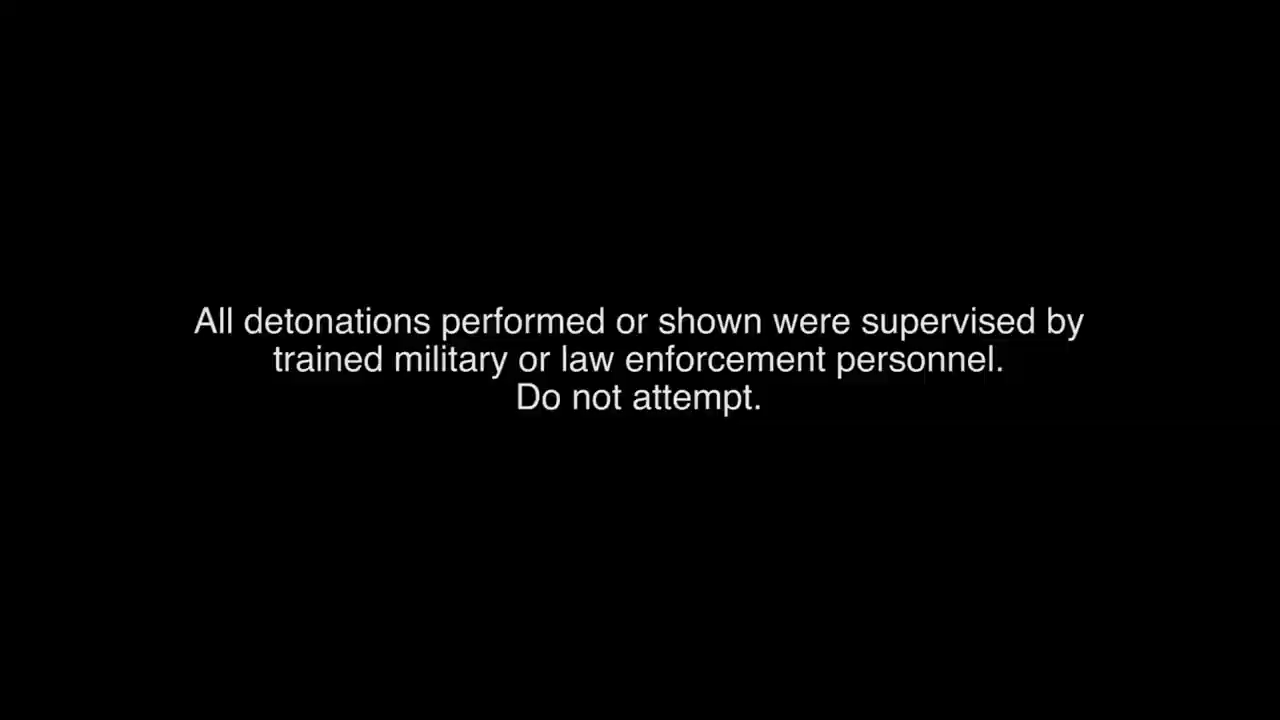 All detonations performed or shown were supervised by
trained military or law enforcement personnel.
Do not attempt.